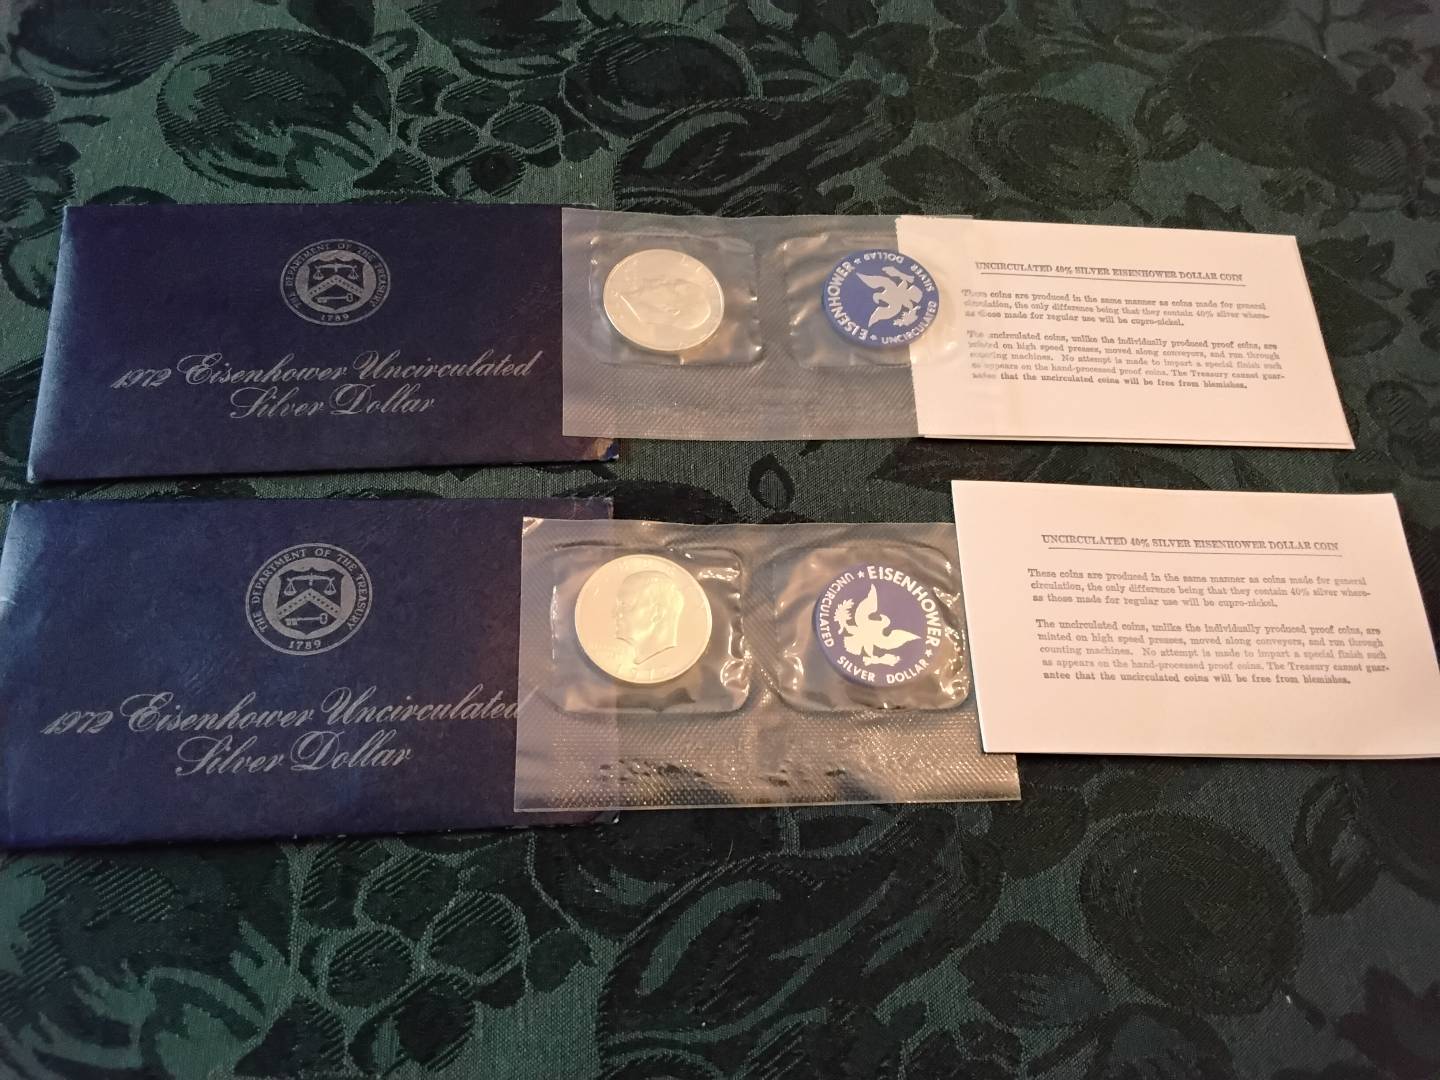 THE DEPARTMENT OF THE TREASURY
1789
1972 Eisenhower Uncirculated
Silver Dollar
EISENHOWER
UNCIRCULATED SILVER DOLLAR
UNCIRCULATED 40% SILVER EISENHOWER DOLLAR COIN
These coins are produced in the same manner as coins made for general
circulation, the only difference being that they contain 40% silver where-
as those made for regular use will be cupro-nickel.
The uncirculated coins, unlike the individually produced proof coins, are
minted on high speed presses, moved along conveyors, and run through
counting machines. No attempt is made to impart a special finish such
as appears on the hand-processed proof coins. The Treasury cannot guar-
antee that the uncirculated coins will be free from blemishes.
THE DEPARTMENT OF THE TREASURY
1789
1972 Eisenhower Uncirculated
Silver Dollar
EISENHOWER
UNCIRCULATED SILVER DOLLAR
UNCIRCULATED 40% SILVER EISENHOWER DOLLAR COIN
These coins are produced in the same manner as coins made for general
circulation, the only difference being that they contain 40% silver where-
as those made for regular use will be cupro-nickel.
The uncirculated coins, unlike the individually produced proof coins, are
minted on high speed presses, moved along conveyors, and run through
counting machines. No attempt is made to impart a special finish such
as appears on the hand-processed proof coins. The Treasury cannot guar-
antee that the uncirculated coins will be free from blemishes.